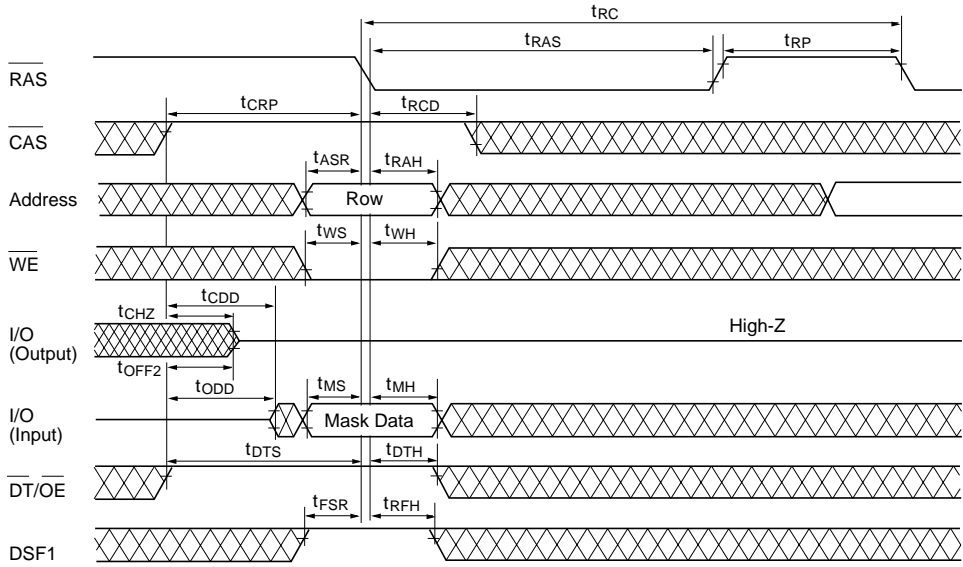 tRC
tRAS
tRP
RAS
tCRP
tRCD
CAS
tASR
tRAH
Address
Row
tWS
tWH
WE
tCDD
tCHZ
I/O
(Output)
High-Z
tOFF2
tODD
tMS
tMH
I/O
(Input)
Mask Data
tDTS
tDTH
DT/OE
tFSR
tRFH
DSF1